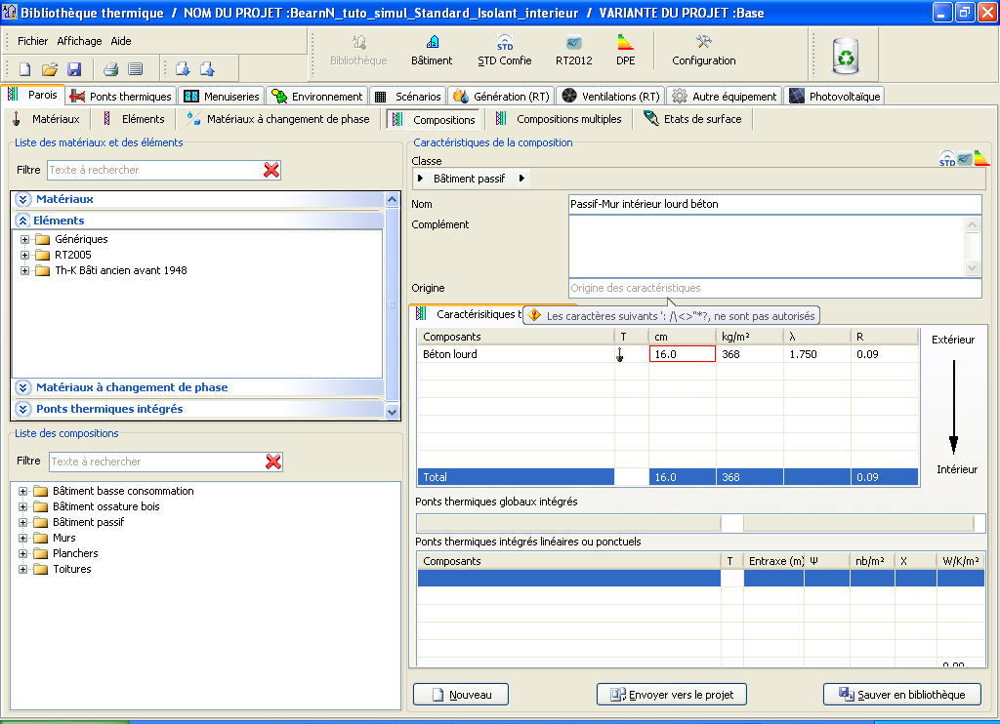 Bibliothèque thermique / NOM DU PROJET :BearnN_tuto_simul_Standard_Isolant_interieur / VARIANTE DU PROJET :Base
Fichier Affichage Aide
Bibliothèque Bâtiment STD Comfie RT2012 DPE Configuration
STD
Parois Ponts thermiques Menuiseries Environnement Scénarios Génération (RT) Ventilations (RT) Autre équipement Photovoltaïque
Matériaux Eléments Matériaux à changement de phase Compositions Compositions multiples Etats de surface
Liste des matériaux et des éléments
Filtre Texte à rechercher
Matériaux
Eléments
Génériques
RT2005
Th-K Bâti ancien avant 1948
Matériaux à changement de phase
Ponts thermiques intégrés
Liste des compositions
Filtre Texte à rechercher
Bâtiment basse consommation
Bâtiment ossature bois
Bâtiment passif
Murs
Planchers
Toitures
Caractéristiques de la composition
STD
Classe
Bâtiment passif
Nom Passif-Mur intérieur lourd béton
Complément
Origine Origine des caractéristiques
Caractérisitiques t
Les caractères suivants ': /\<>"*?, ne sont pas autorisés
Composants T cm kg/m² λ R
Béton lourd 16.0 368 1.750 0.09
Total 16.0 368 0.09
Extérieur
Intérieur
Ponts thermiques globaux intégrés
Ponts thermiques intégrés linéaires ou ponctuels
Composants T Entraxe (m) Ψ nb/m² X W/K/m²
0.00
Nouveau Envoyer vers le projet Sauver en bibliothèque